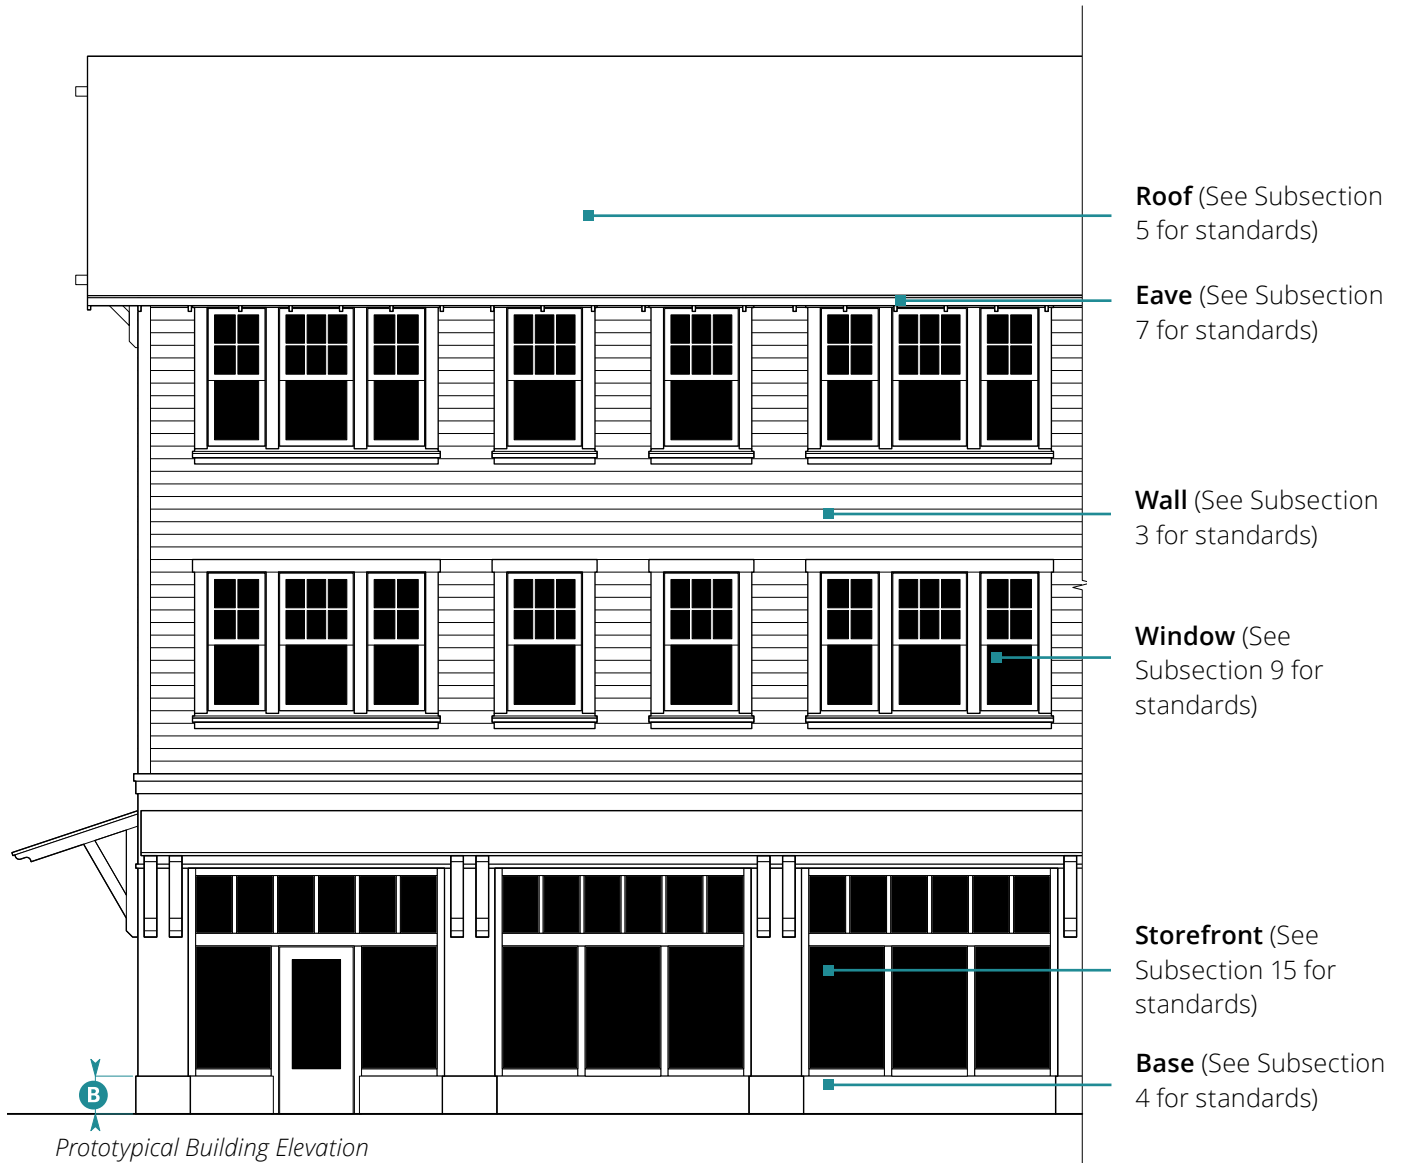 Roof (See Subsection
5 for standards)
Eave (See Subsection
7 for standards)
Wall (See Subsection
3 for standards)
Window (See
Subsection 9 for
standards)
Storefront (See
Subsection 15 for
standards)
Base (See Subsection
4 for standards)
B
Prototypical Building Elevation